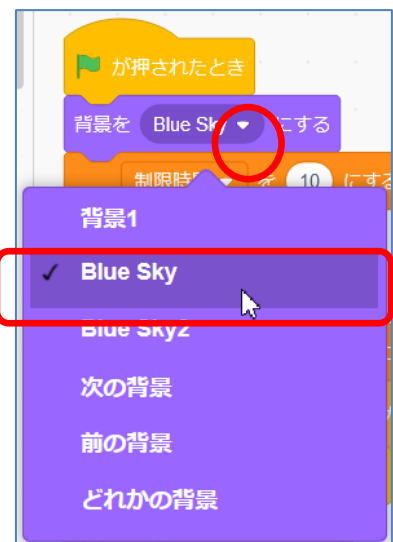 が押されたとき
背景を Blue Sky にする
制限時 を 10 にする
背景1
✓ Blue Sky
Blue Sky2
次の背景
前の背景
どれかの背景